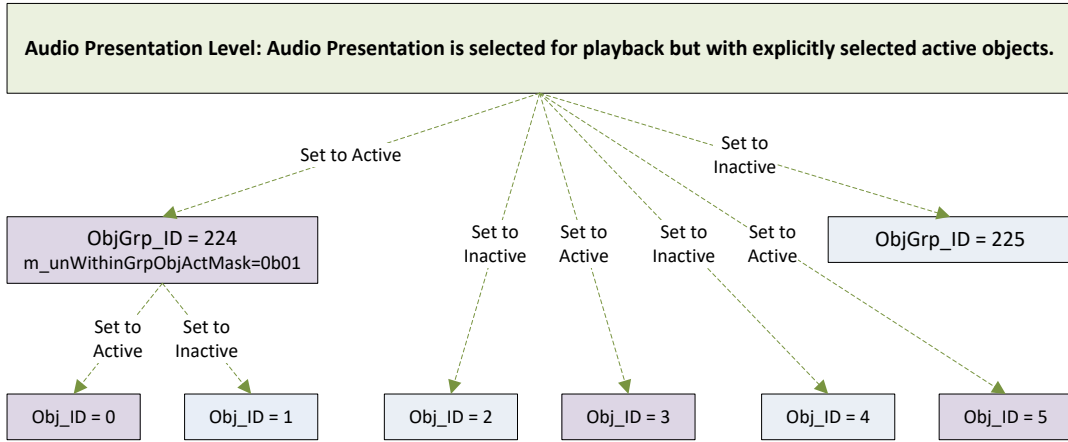 Audio Presentation Level: Audio Presentation is selected for playback but with explicitly selected active objects.
Set to Active
Set to
Inactive
ObjGrp_ID = 224
m_unWithinGrpObjActMask=0b01
ObjGrp_ID = 225
Set to
Inactive
Set to
Active
Set to
Inactive
Set to
Active
Set to
Active
Set to
Inactive
Obj_ID = 0
Obj_ID = 1
Obj_ID = 2
Obj_ID = 3
Obj_ID = 4
Obj_ID = 5